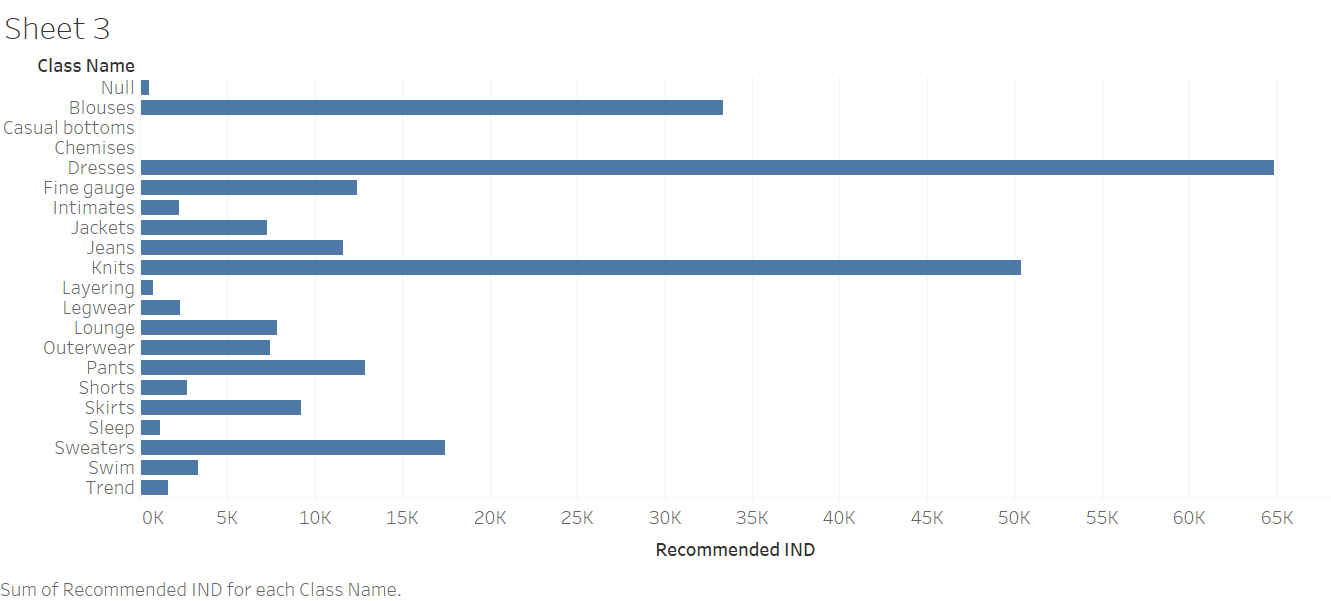 Sheet 3
Class Name
Null
Blouses
Casual bottoms
Chemises
Dresses
Fine gauge
Intimates
Jackets
Jeans
Knits
Layering
Legwear
Lounge
Outerwear
Pants
Shorts
Skirts
Sleep
Sweaters
Swim
Trend
0K 5K 10K 15K 20K 25K 30K 35K 40K 45K 50K 55K 60K 65K
Recommended IND
Sum of Recommended IND for each Class Name.